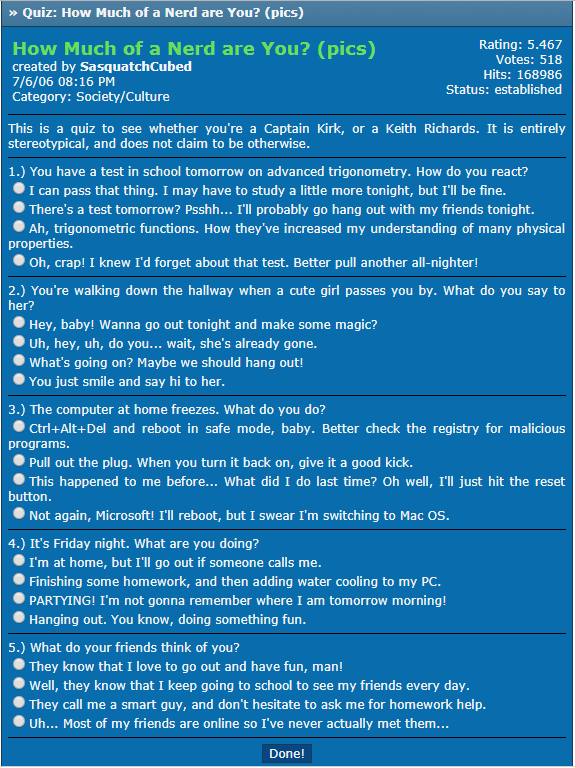 » Quiz: How Much of a Nerd are You? (pics)
How Much of a Nerd are You? (pics)
created by SasquatchCubed
7/6/06 08:16 PM
Category: Society/Culture
Rating: 5.467
Votes: 518
Hits: 168986
Status: established
This is a quiz to see whether you're a Captain Kirk, or a Keith Richards. It is entirely
stereotypical, and does not claim to be otherwise.
1.) You have a test in school tomorrow on advanced trigonometry. How do you react?
I can pass that thing. I may have to study a little more tonight, but I'll be fine.
There's a test tomorrow? Psshh... I'll probably go hang out with my friends tonight.
Ah, trigonometric functions. How they've increased my understanding of many physical
properties.
Oh, crap! I knew I'd forget about that test. Better pull another all-nighter!
2.) You're walking down the hallway when a cute girl passes you by. What do you say to
her?
Hey, baby! Wanna go out tonight and make some magic?
Uh, hey, uh, do you... wait, she's already gone.
What's going on? Maybe we should hang out!
You just smile and say hi to her.
3.) The computer at home freezes. What do you do?
Ctrl+Alt+Del and reboot in safe mode, baby. Better check the registry for malicious
programs.
Pull out the plug. When you turn it back on, give it a good kick.
This happened to me before... What did I do last time? Oh well, I'll just hit the reset
button.
Not again, Microsoft! I'll reboot, but I swear I'm switching to Mac OS.
4.) It's Friday night. What are you doing?
I'm at home, but I'll go out if someone calls me.
Finishing some homework, and then adding water cooling to my PC.
PARTYING! I'm not gonna remember where I am tomorrow morning!
Hanging out. You know, doing something fun.
5.) What do your friends think of you?
They know that I love to go out and have fun, man!
Well, they know that I keep going to school to see my friends every day.
They call me a smart guy, and don't hesitate to ask me for homework help.
Uh... Most of my friends are online so I've never actually met them...
Done!